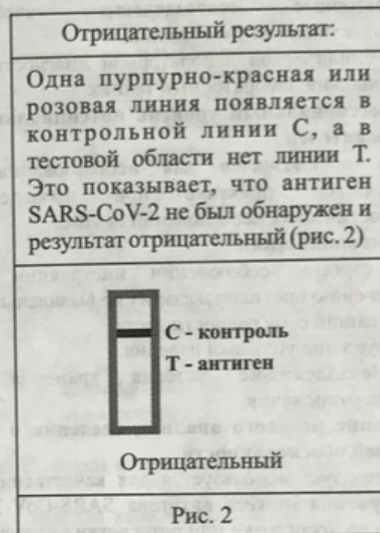 Отрицательный результат:
Одна пурпурно-красная или
розовая линия появляется в
контрольной линии С, а в
тестовой области нет линии Т.
Это показывает, что антиген
SARS-CoV-2 не был обнаружен и
результат отрицательный (рис. 2)
С - контроль
Т - антиген
Отрицательный
Рис. 2